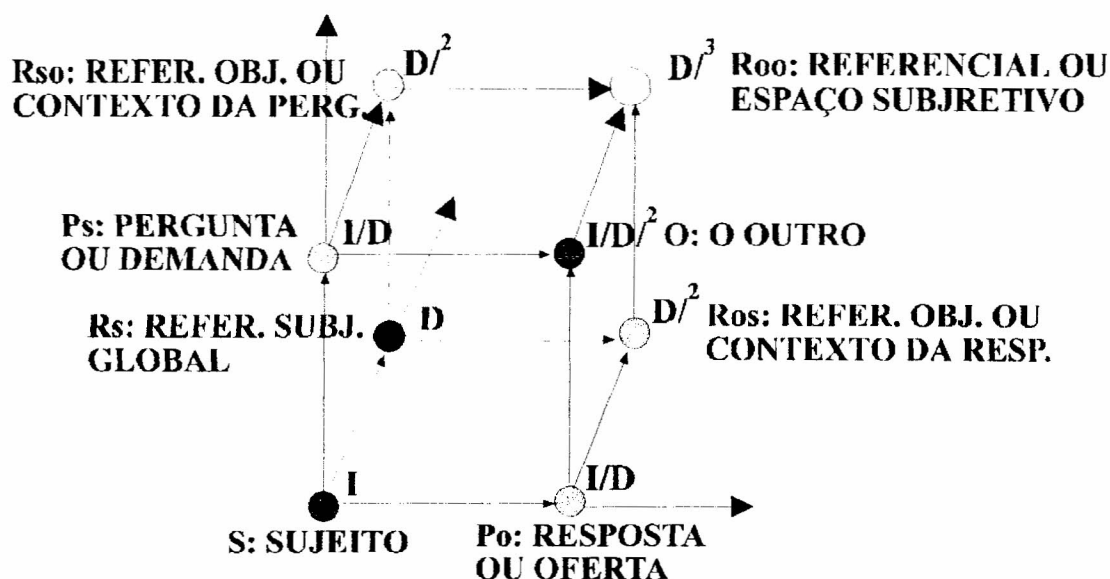 D/²
Rso: REFER. OBJ. OU
CONTEXTO DA PERG.
D/³
Roo: REFERENCIAL OU
ESPAÇO SUBJRETIVO
Ps: PERGUNTA
OU DEMANDA
I/D
I/D/² O: O OUTRO
Rs: REFER. SUBJ.
GLOBAL
D
D/² Ros: REFER. OBJ. OU
CONTEXTO DA RESP.
I
S: SUJEITO
I/D
Po: RESPOSTA
OU OFERTA